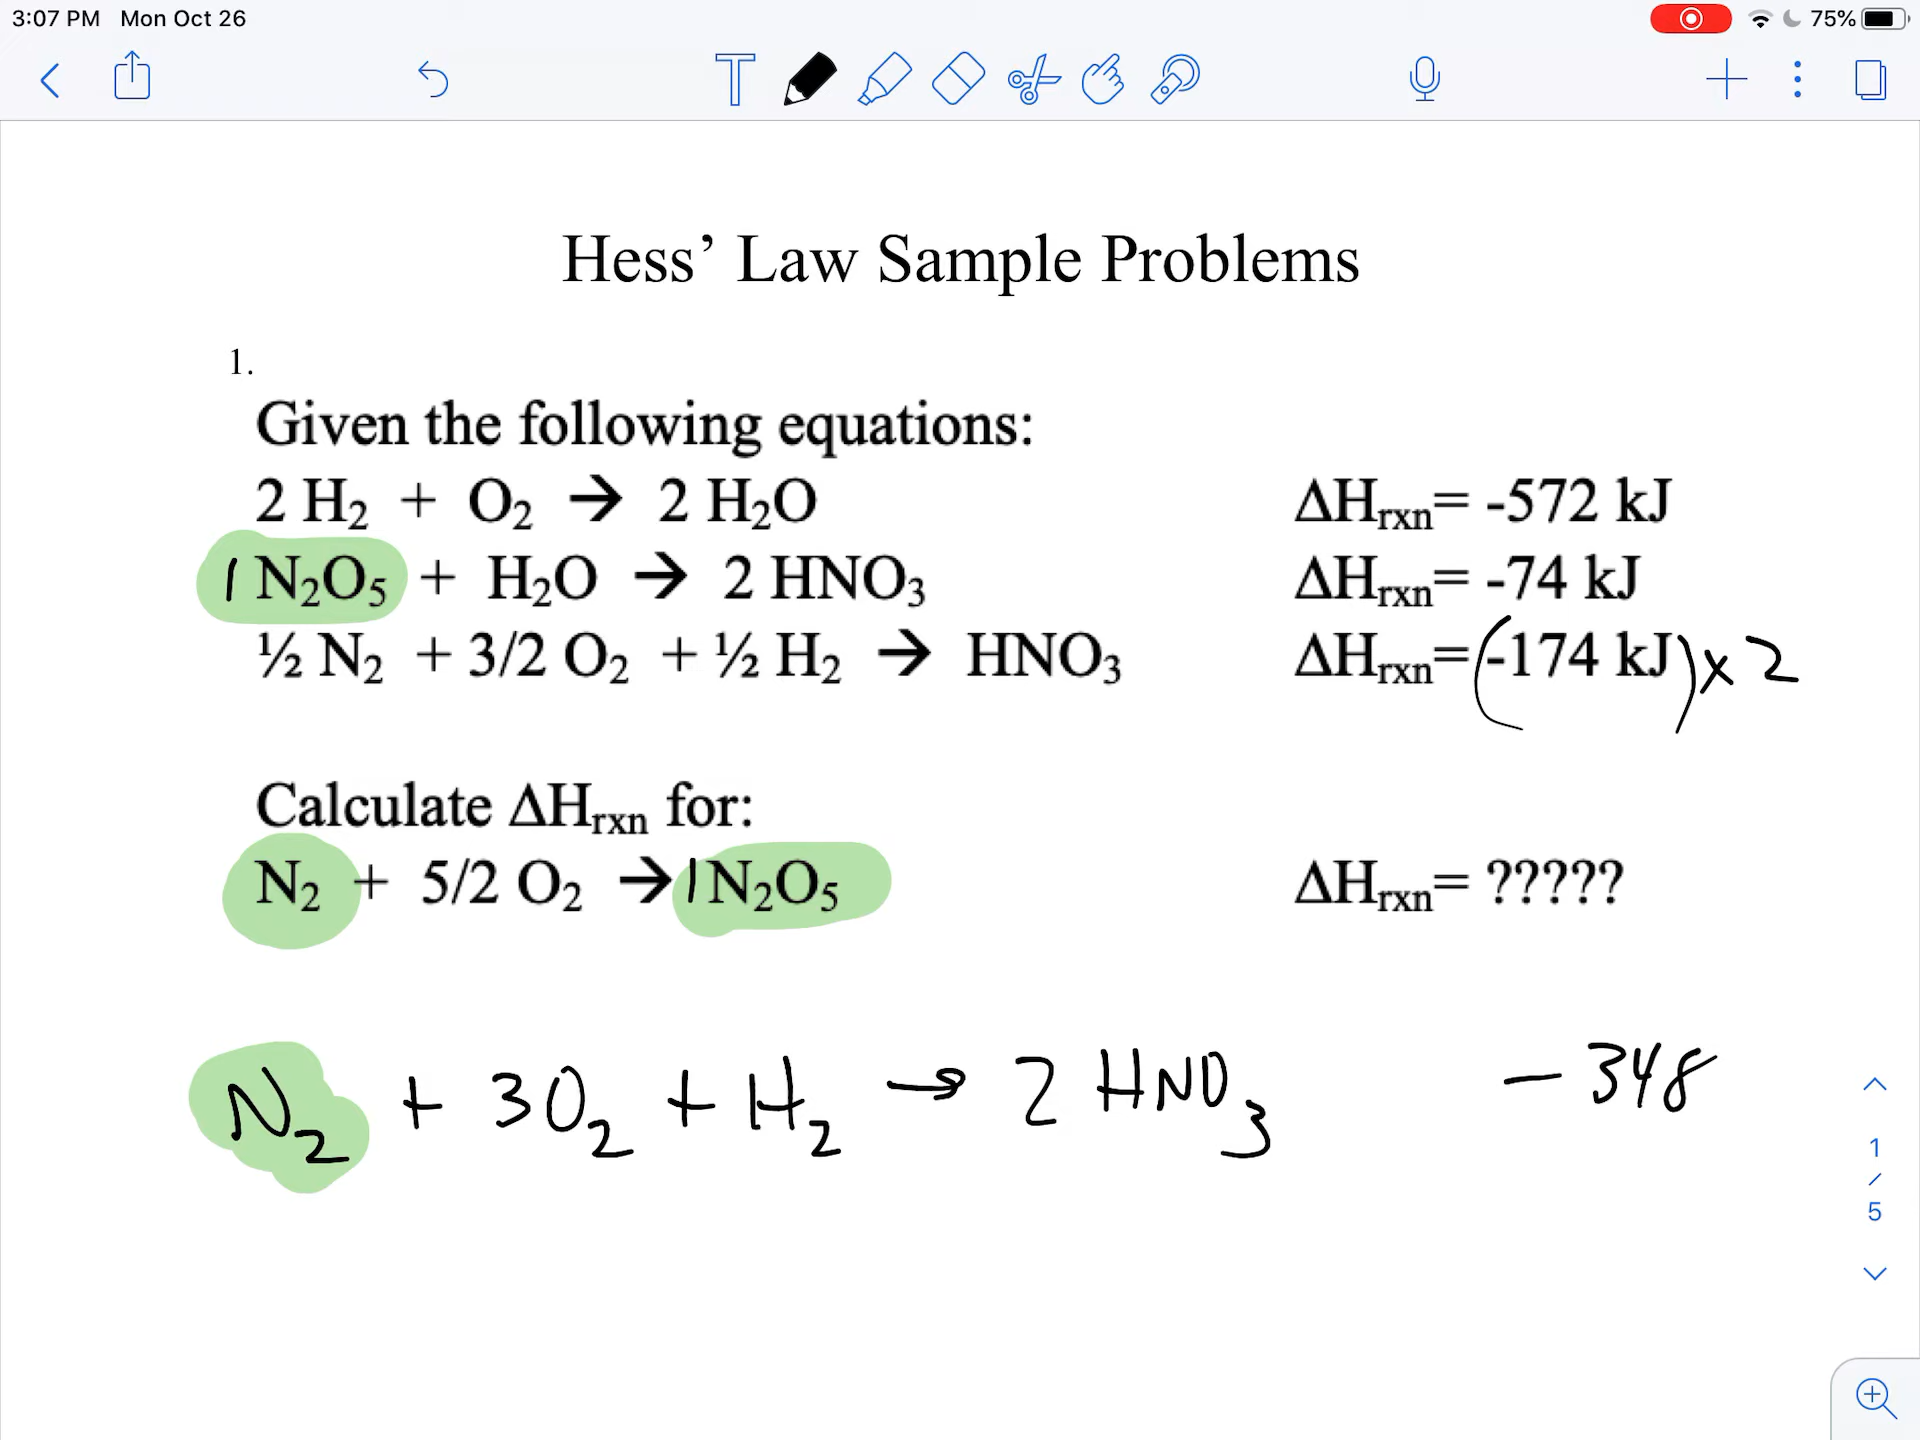 3:07 PM Mon Oct 26 75%
Hess’ Law Sample Problems
1.
Given the following equations:
2 H₂ + O₂ → 2 H₂O ΔHrxn= -572 kJ
1 N₂O₅ + H₂O → 2 HNO₃ ΔHrxn= -74 kJ
½ N₂ + 3/2 O₂ + ½ H₂ → HNO₃ ΔHrxn= (-174 kJ) x 2
Calculate ΔHrxn for:
N₂ + 5/2 O₂ → 1 N₂O₅ ΔHrxn= ?????
N₂ + 3O₂ + H₂ → 2 HNO₃ - 348
1
/
5